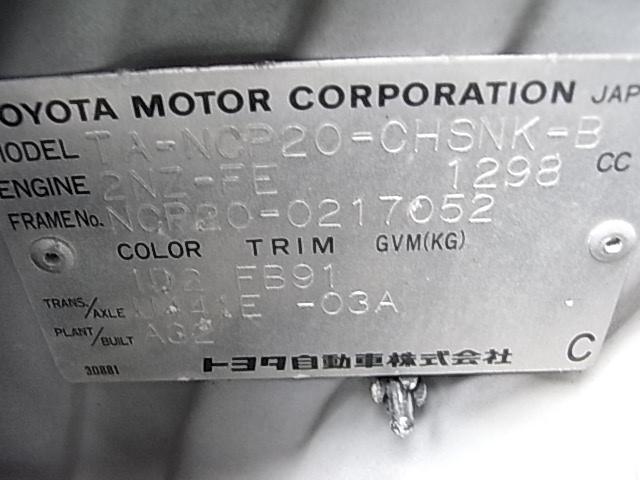 TOYOTA MOTOR CORPORATION JAP
MODEL TA-NCP20-CHSNK-B
ENGINE 2NZ-FE 1298 CC
FRAME No. NCP20-0217052
COLOR TRIM GVM(KG)
1D2 FB91
TRANS./AXLE U441E -03A
PLANT/BUILT A32
トヨタ自動車株式会社 C
30881